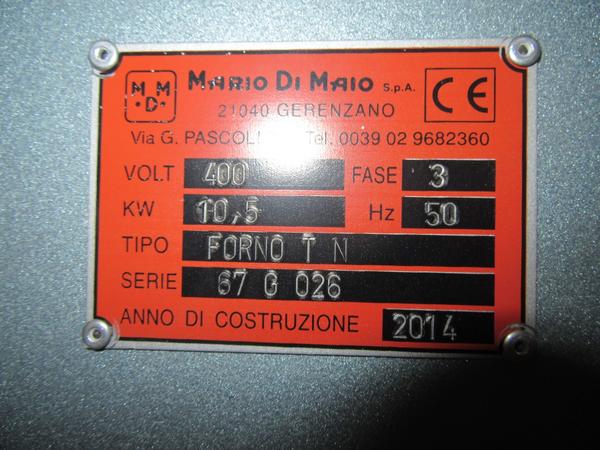 M M
·D·
MARIO DI MAIO S.p.A.
CE
21040 GERENZANO
Via G. PASCOLI Tel. 0039 02 9682360
VOLT 400 FASE 3
KW 10,5 Hz 50
TIPO FORNO T N
SERIE 67 G 026
ANNO DI COSTRUZIONE 2014